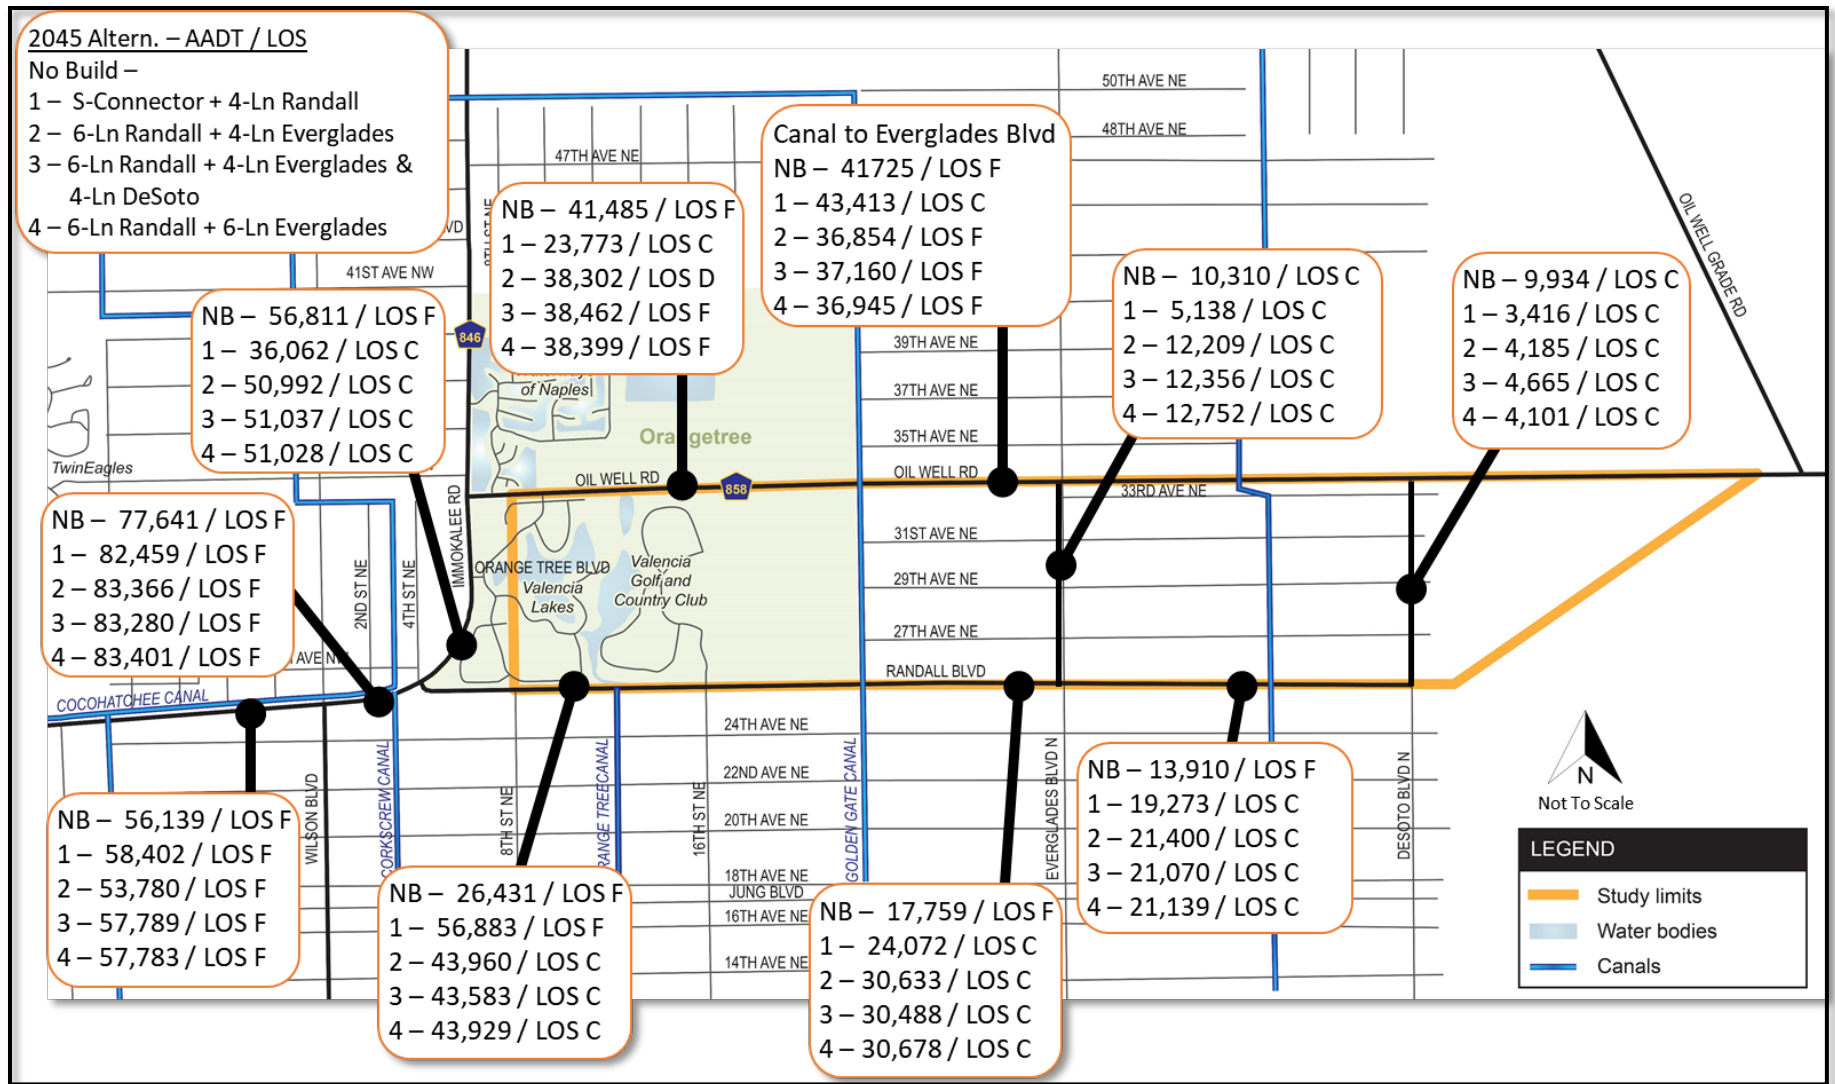 2045 Altern. – AADT / LOS
No Build –
1 – S-Connector + 4-Ln Randall
2 – 6-Ln Randall + 4-Ln Everglades
3 – 6-Ln Randall + 4-Ln Everglades &
4-Ln DeSoto
4 – 6-Ln Randall + 6-Ln Everglades
50TH AVE NE
48TH AVE NE
47TH AVE NE
Canal to Everglades Blvd
NB – 41725 / LOS F
1 – 43,413 / LOS C
2 – 36,854 / LOS F
3 – 37,160 / LOS F
4 – 36,945 / LOS F
NB – 41,485 / LOS F
1 – 23,773 / LOS C
2 – 38,302 / LOS D
3 – 38,462 / LOS F
4 – 38,399 / LOS F
VD
41ST AVE NW
OIL WELL GRADE RD
NB – 10,310 / LOS C
1 – 5,138 / LOS C
2 – 12,209 / LOS C
3 – 12,356 / LOS C
4 – 12,752 / LOS C
NB – 9,934 / LOS C
1 – 3,416 / LOS C
2 – 4,185 / LOS C
3 – 4,665 / LOS C
4 – 4,101 / LOS C
NB – 56,811 / LOS F
1 – 36,062 / LOS C
2 – 50,992 / LOS C
3 – 51,037 / LOS C
4 – 51,028 / LOS C
846
of Naples
Orangetree
39TH AVE NE
37TH AVE NE
35TH AVE NE
OIL WELL RD
TwinEagles
OIL WELL RD
858
33RD AVE NE
NB – 77,641 / LOS F
1 – 82,459 / LOS F
2 – 83,366 / LOS F
3 – 83,280 / LOS F
4 – 83,401 / LOS F
2ND ST NE
4TH ST NE
IMMOKALEE RD
ORANGE TREE BLVD
Valencia
Lakes
Valencia
Golf and
Country Club
31ST AVE NE
29TH AVE NE
27TH AVE NE
RANDALL BLVD
AVE NW
COCOHATCHEE CANAL
24TH AVE NE
22ND AVE NE
20TH AVE NE
18TH AVE NE
JUNG BLVD
16TH AVE NE
14TH AVE NE
WILSON BLVD
CORKSCREW CANAL
8TH ST NE
RANGE TREE CANAL
16TH ST NE
GOLDEN GATE CANAL
EVERGLADES BLVD N
DESOTO BLVD N
NB – 56,139 / LOS F
1 – 58,402 / LOS F
2 – 53,780 / LOS F
3 – 57,789 / LOS F
4 – 57,783 / LOS F
NB – 26,431 / LOS F
1 – 56,883 / LOS F
2 – 43,960 / LOS C
3 – 43,583 / LOS C
4 – 43,929 / LOS C
NB – 17,759 / LOS F
1 – 24,072 / LOS C
2 – 30,633 / LOS C
3 – 30,488 / LOS C
4 – 30,678 / LOS C
NB – 13,910 / LOS F
1 – 19,273 / LOS C
2 – 21,400 / LOS C
3 – 21,070 / LOS C
4 – 21,139 / LOS C
N
Not To Scale
LEGEND
Study limits
Water bodies
Canals